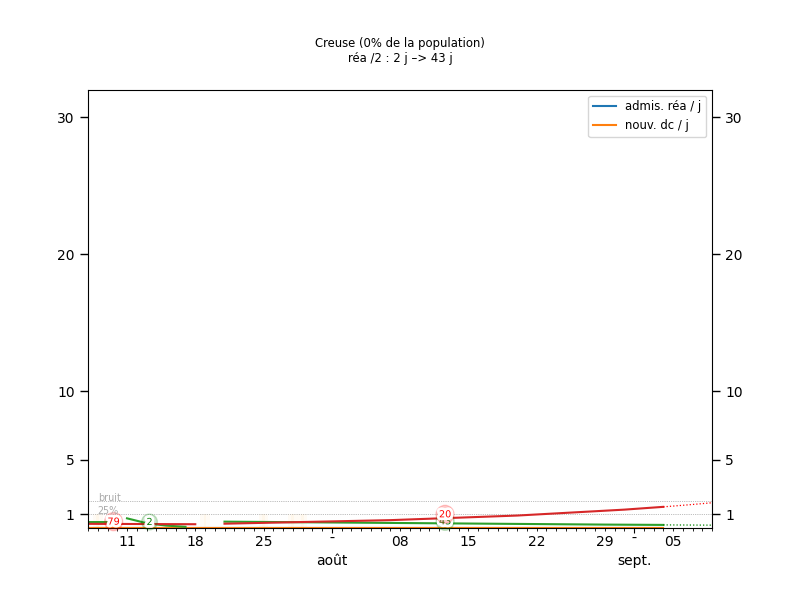 Creuse (0% de la population)
réa /2 : 2 j –> 43 j
admis. réa / j
nouv. dc / j
30 30
20 20
10 10
5 5
bruit
25%
1 1
79 2 20 43
11 18 25 - 08 15 22 29 - 05
août sept.